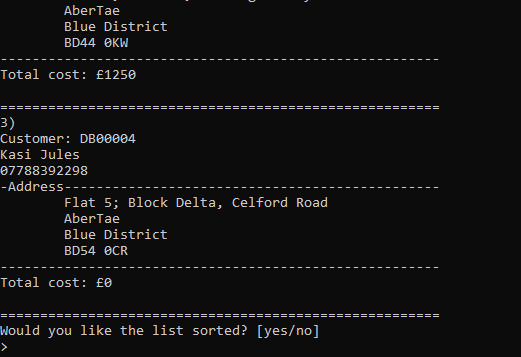 AberTae
Blue District
BD44 0KW
-------------------------------------------------------
Total cost: £1250
=======================================================
3)
Customer: DB00004
Kasi Jules
07788392298
-Address-----------------------------------------------
Flat 5; Block Delta, Celford Road
AberTae
Blue District
BD54 0CR
-------------------------------------------------------
Total cost: £0
=======================================================
Would you like the list sorted? [yes/no]
>